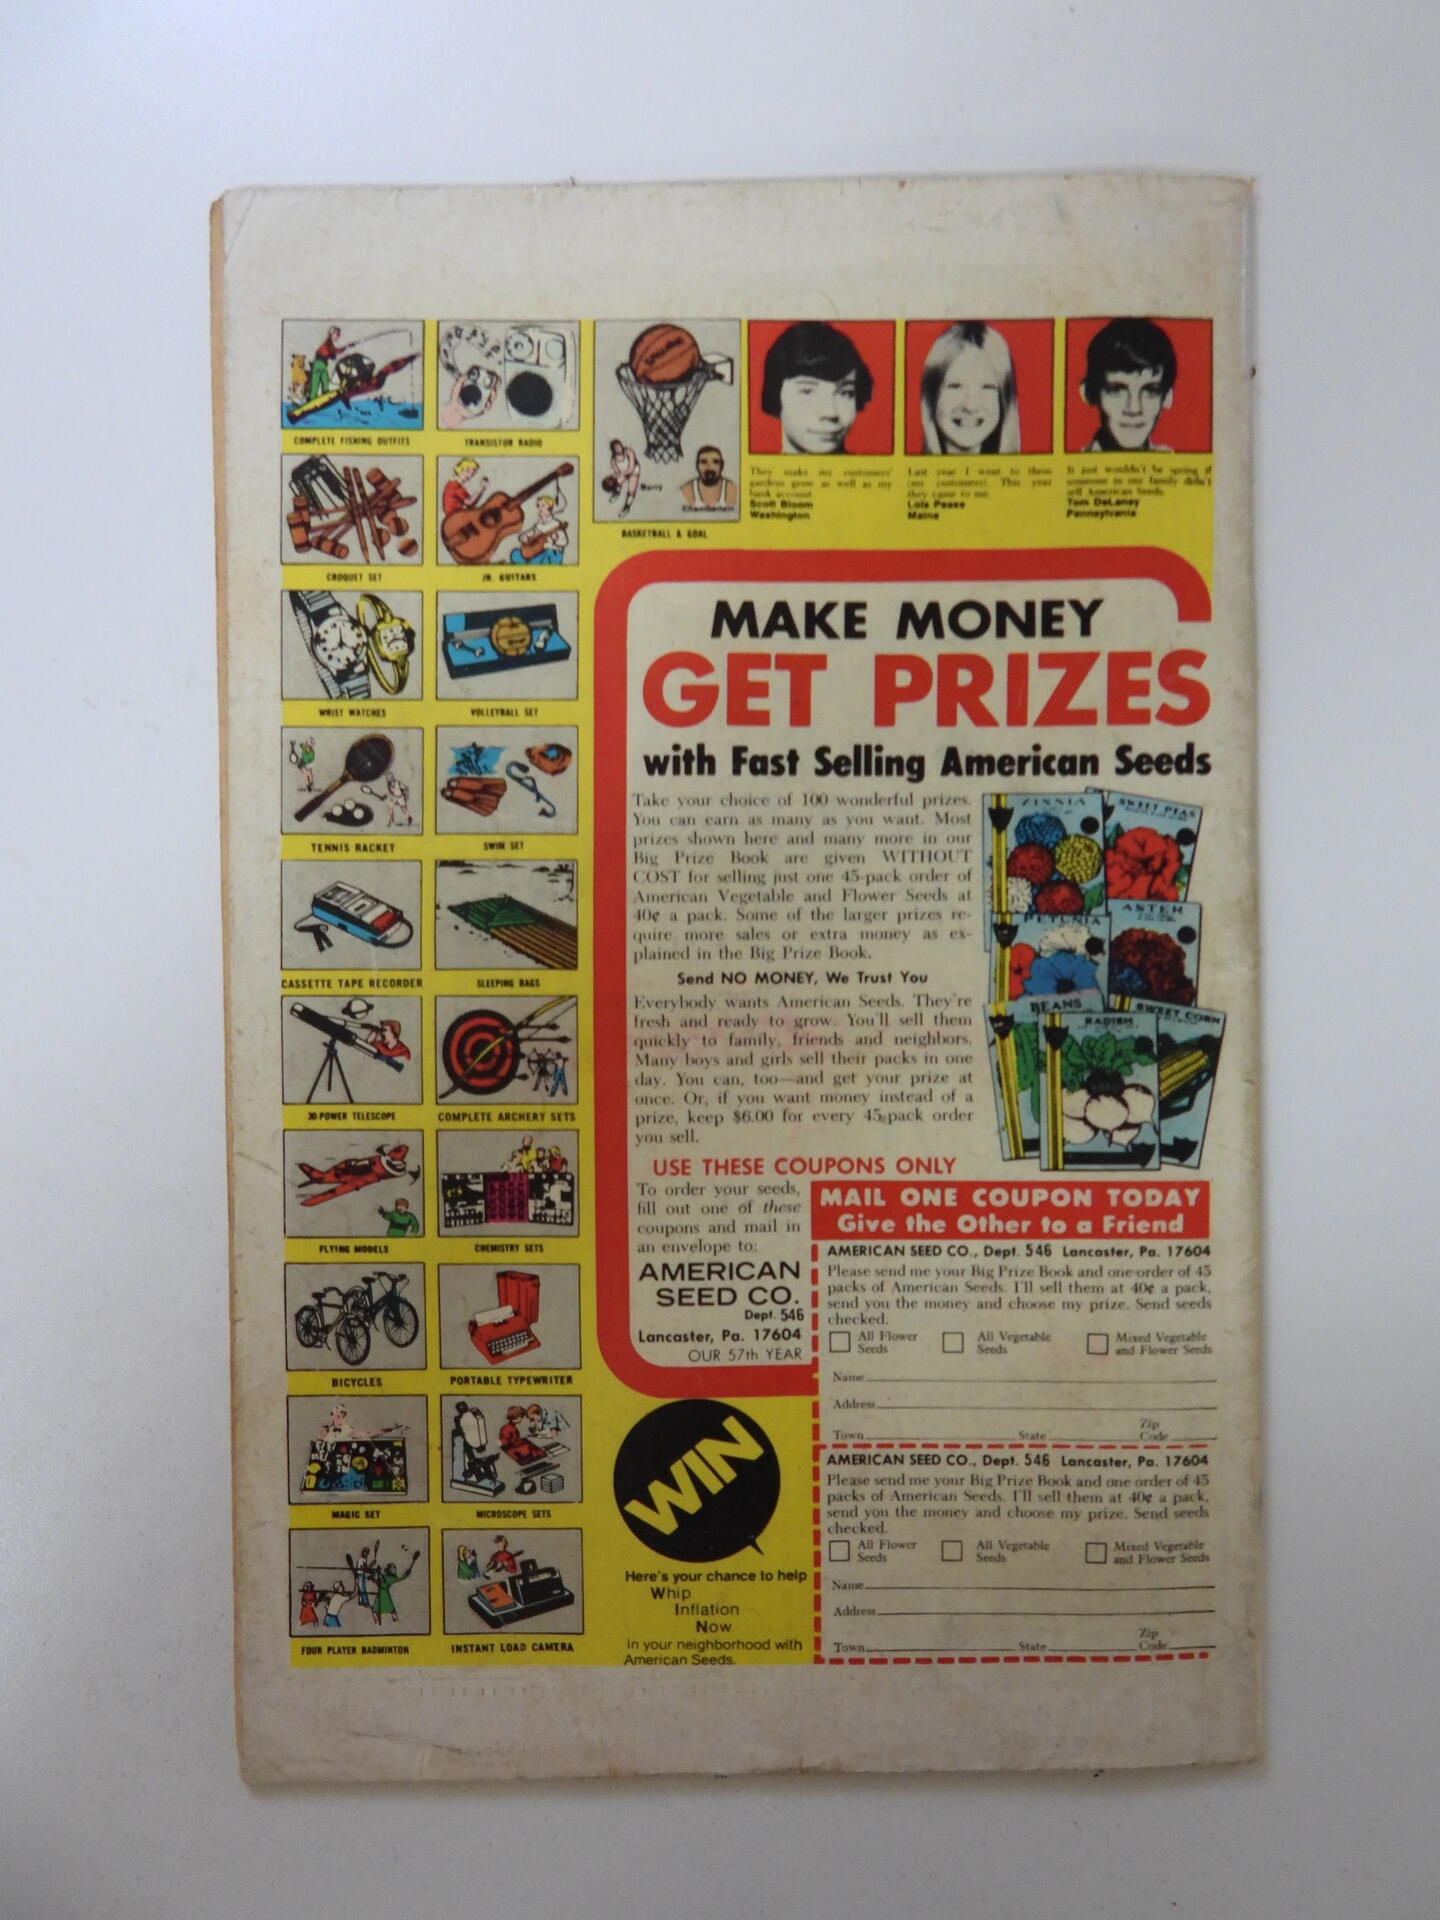 COMPLETE FISHING OUTFITS
TRANSISTOR RADIO
CROQUET SET
JR. GUITARS
WRIST WATCHES
VOLLEYBALL SET
TENNIS RACKET
SWIM SET
CASSETTE TAPE RECORDER
SLEEPING BAGS
30-POWER TELESCOPE
COMPLETE ARCHERY SETS
FLYING MODELS
CHEMISTRY SETS
BICYCLES
PORTABLE TYPEWRITER
MAGIC SET
MICROSCOPE SETS
FOUR PLAYER BADMINTON
INSTANT LOAD CAMERA
SPALDING
Barry
Chamberlain
BASKETBALL & GOAL
They make my customers'
gardens grow as well as my
bank account.
Scott Bloom
Washington
Last year I went to them
(my customers). This year
they came to me.
Lois Pease
Maine
It just wouldn't be spring if
someone in our family didn't
sell American Seeds.
Tom DeLaney
Pennsylvania
MAKE MONEY
GET PRIZES
with Fast Selling American Seeds
Take your choice of 100 wonderful prizes.
You can earn as many as you want. Most
prizes shown here and many more in our
Big Prize Book are given WITHOUT
COST for selling just one 45-pack order of
American Vegetable and Flower Seeds at
40¢ a pack. Some of the larger prizes re-
quire more sales or extra money as ex-
plained in the Big Prize Book.
Send NO MONEY, We Trust You
Everybody wants American Seeds. They're
fresh and ready to grow. You'll sell them
quickly to family, friends and neighbors.
Many boys and girls sell their packs in one
day. You can, too—and get your prize at
once. Or, if you want money instead of a
prize, keep $6.00 for every 45-pack order
you sell.
ZINNIA
SWEET PEAS
PETUNIA
ASTER
BEANS
RADISH
SWEET CORN
USE THESE COUPONS ONLY
To order your seeds,
fill out one of these
coupons and mail in
an envelope to:
AMERICAN
SEED CO.
Dept. 546
Lancaster, Pa. 17604
OUR 57th YEAR
MAIL ONE COUPON TODAY
Give the Other to a Friend
AMERICAN SEED CO., Dept. 546 Lancaster, Pa. 17604
Please send me your Big Prize Book and one order of 45
packs of American Seeds. I'll sell them at 40¢ a pack,
send you the money and choose my prize. Send seeds
checked.
All Flower Seeds
All Vegetable Seeds
Mixed Vegetable and Flower Seeds
Name
Address
Town State Zip Code
AMERICAN SEED CO., Dept. 546 Lancaster, Pa. 17604
Please send me your Big Prize Book and one order of 45
packs of American Seeds. I'll sell them at 40¢ a pack,
send you the money and choose my prize. Send seeds
checked.
All Flower Seeds
All Vegetable Seeds
Mixed Vegetable and Flower Seeds
Name
Address
Town State Zip Code
WIN
Here's your chance to help
Whip
Inflation
Now
in your neighborhood with
American Seeds.